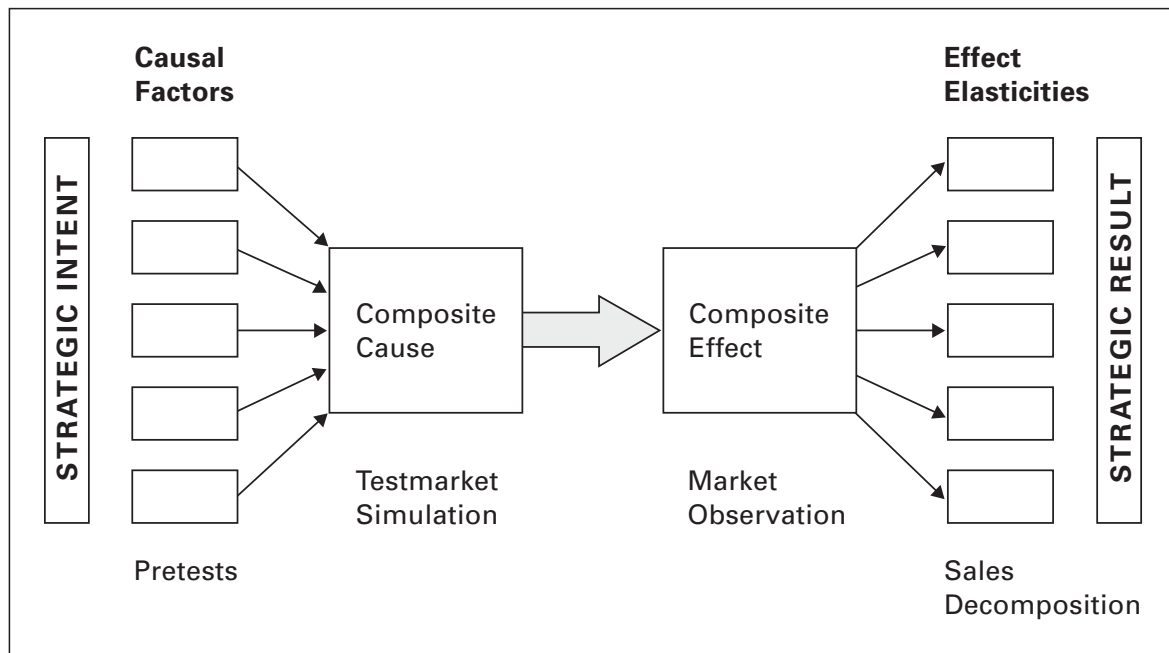 Causal
Factors
Effect
Elasticities
STRATEGIC INTENT
Composite
Cause
Composite
Effect
STRATEGIC RESULT
Testmarket
Simulation
Market
Observation
Pretests
Sales
Decomposition